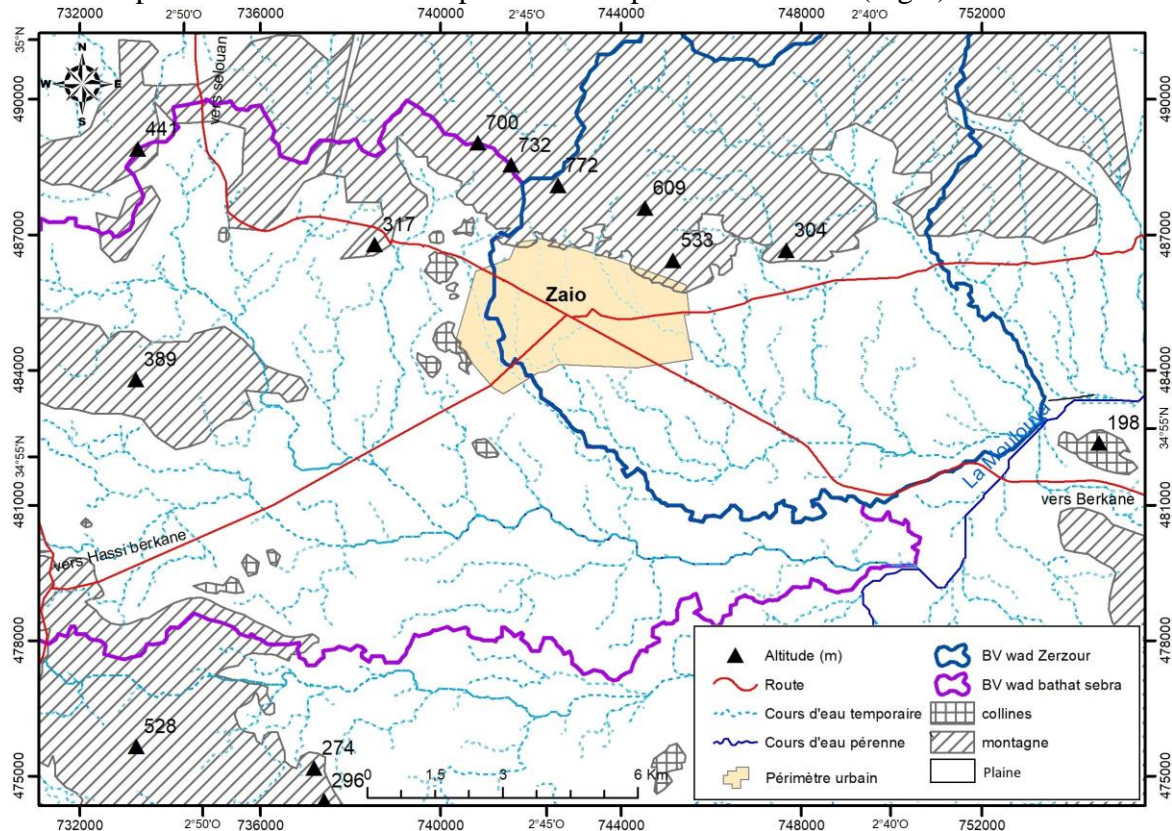 732000
2°50'O
736000
740000
2°45'O
744000
748000
2°40'O
752000
35°N
490000
487000
484000
34°55'N
481000
478000
475000
490000
487000
484000
34°55'N
481000
478000
475000
N
W E
S
vers selouan
441
700
732
772
609
317
533
304
Zaio
389
198
La Moulouya
vers Berkane
vers Hassi berkane
528
274
296
0 1,5 3 6 Km
Altitude (m)
Route
Cours d'eau temporaire
Cours d'eau pérenne
Périmètre urbain
BV wad Zerzour
BV wad bathat sebra
collines
montagne
Plaine
732000
2°50'O
736000
740000
2°45'O
744000
748000
2°40'O
752000